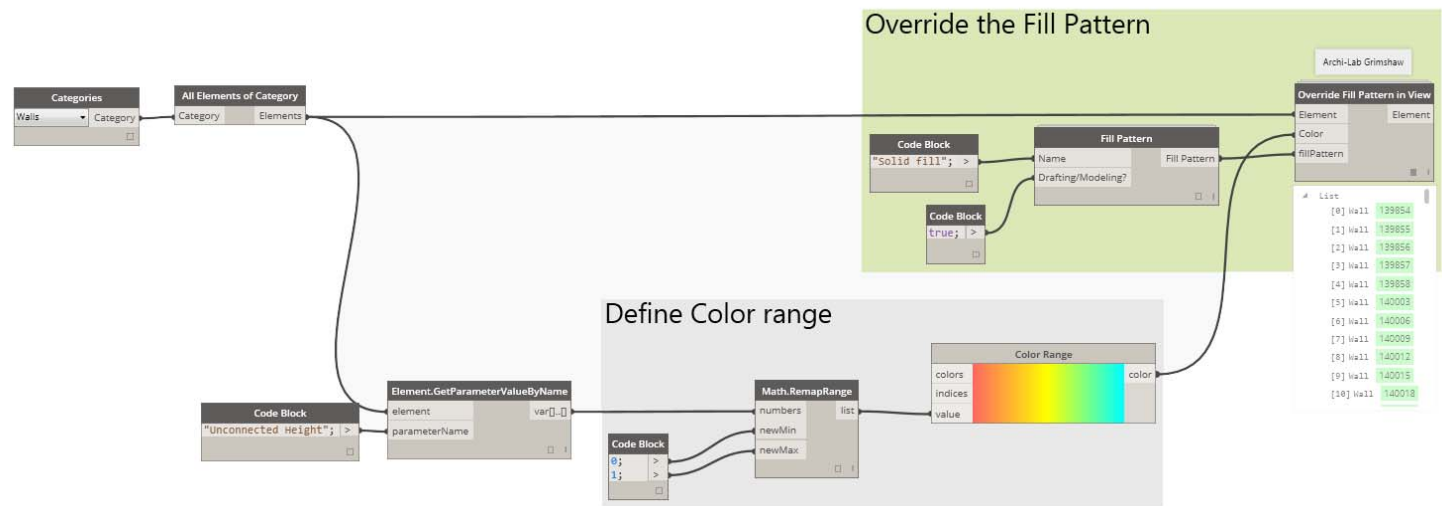 Override the Fill Pattern
Archi-Lab Grimshaw
Categories
Walls Category
All Elements of Category
Category Elements
Override Fill Pattern in View
Element Element
Color
fillPattern
Code Block
"Solid fill"; >
Fill Pattern
Name Fill Pattern
Drafting/Modeling?
Code Block
true; >
List
[0] Wall 139854
[1] Wall 139855
[2] Wall 139856
[3] Wall 139857
[4] Wall 139858
[5] Wall 140003
[6] Wall 140006
[7] Wall 140009
[8] Wall 140012
[9] Wall 140015
[10] Wall 140018
Define Color range
Color Range
colors color
indices
value
Element.GetParameterValueByName
element var[]..[]
parameterName
Code Block
"Unconnected Height"; >
Math.RemapRange
numbers list
newMin
newMax
Code Block
0; >
1; >